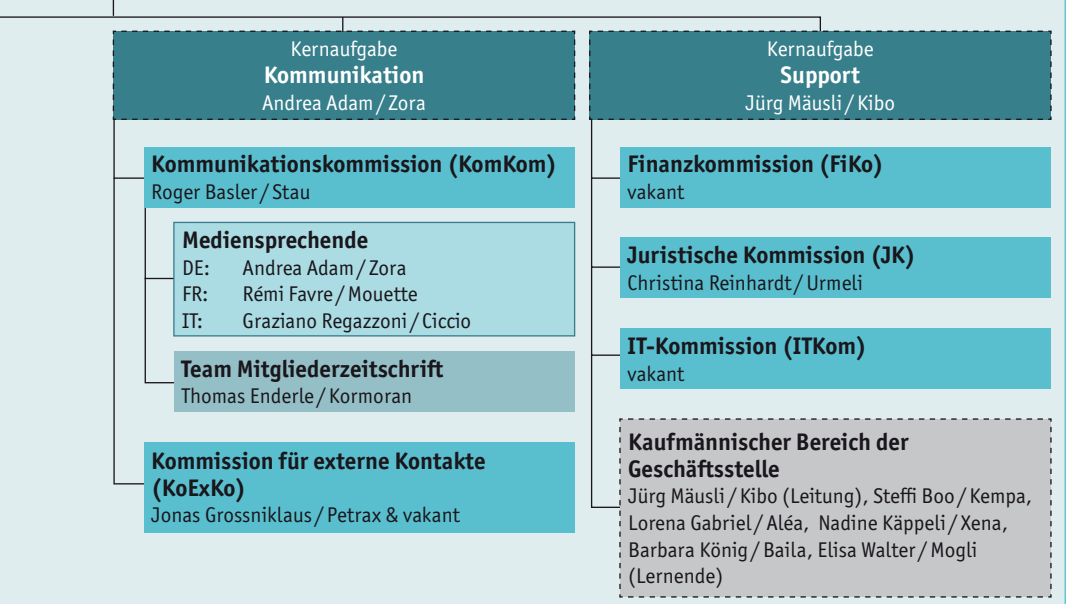 Kernaufgabe
Kommunikation
Andrea Adam / Zora
Kommunikationskommission (KomKom)
Roger Basler / Stau
Mediensprechende
DE: Andrea Adam / Zora
FR: Rémi Favre / Mouette
IT: Graziano Regazzoni / Ciccio
Team Mitgliederzeitschrift
Thomas Enderle / Kormoran
Kommission für externe Kontakte
(KoExKo)
Jonas Grossniklaus / Petrax & vakant
Kernaufgabe
Support
Jürg Mäusli / Kibo
Finanzkommission (FiKo)
vakant
Juristische Kommission (JK)
Christina Reinhardt / Urmeli
IT-Kommission (ITKom)
vakant
Kaufmännischer Bereich der
Geschäftsstelle
Jürg Mäusli / Kibo (Leitung), Steffi Boo / Kempa,
Lorena Gabriel / Aléa, Nadine Käppeli / Xena,
Barbara König / Baila, Elisa Walter / Mogli
(Lernende)